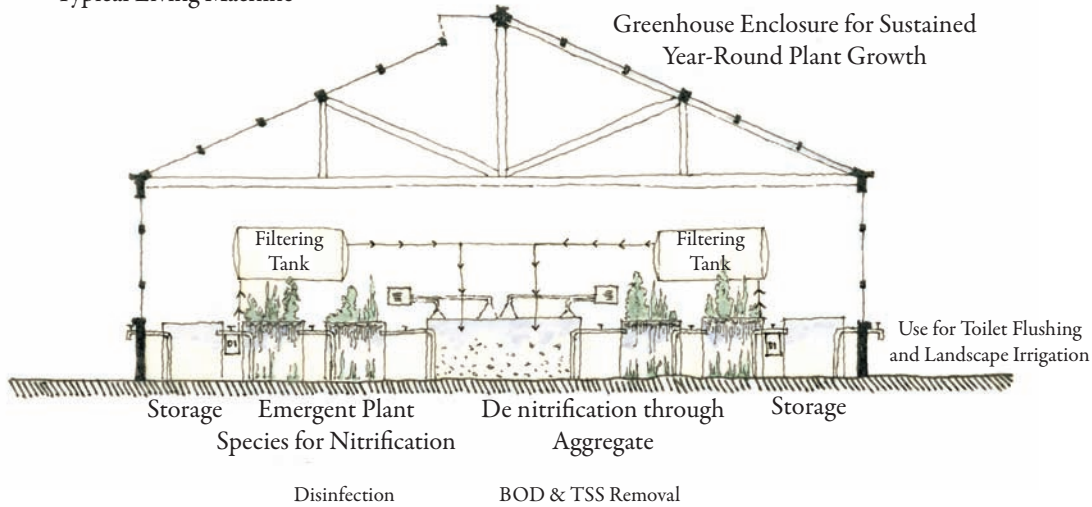 Typical Living Machine
Greenhouse Enclosure for Sustained
Year-Round Plant Growth
Filtering
Tank
Filtering
Tank
Use for Toilet Flushing
and Landscape Irrigation
Storage
Emergent Plant
Species for Nitrification
De nitrification through
Aggregate
Storage
Disinfection
BOD & TSS Removal